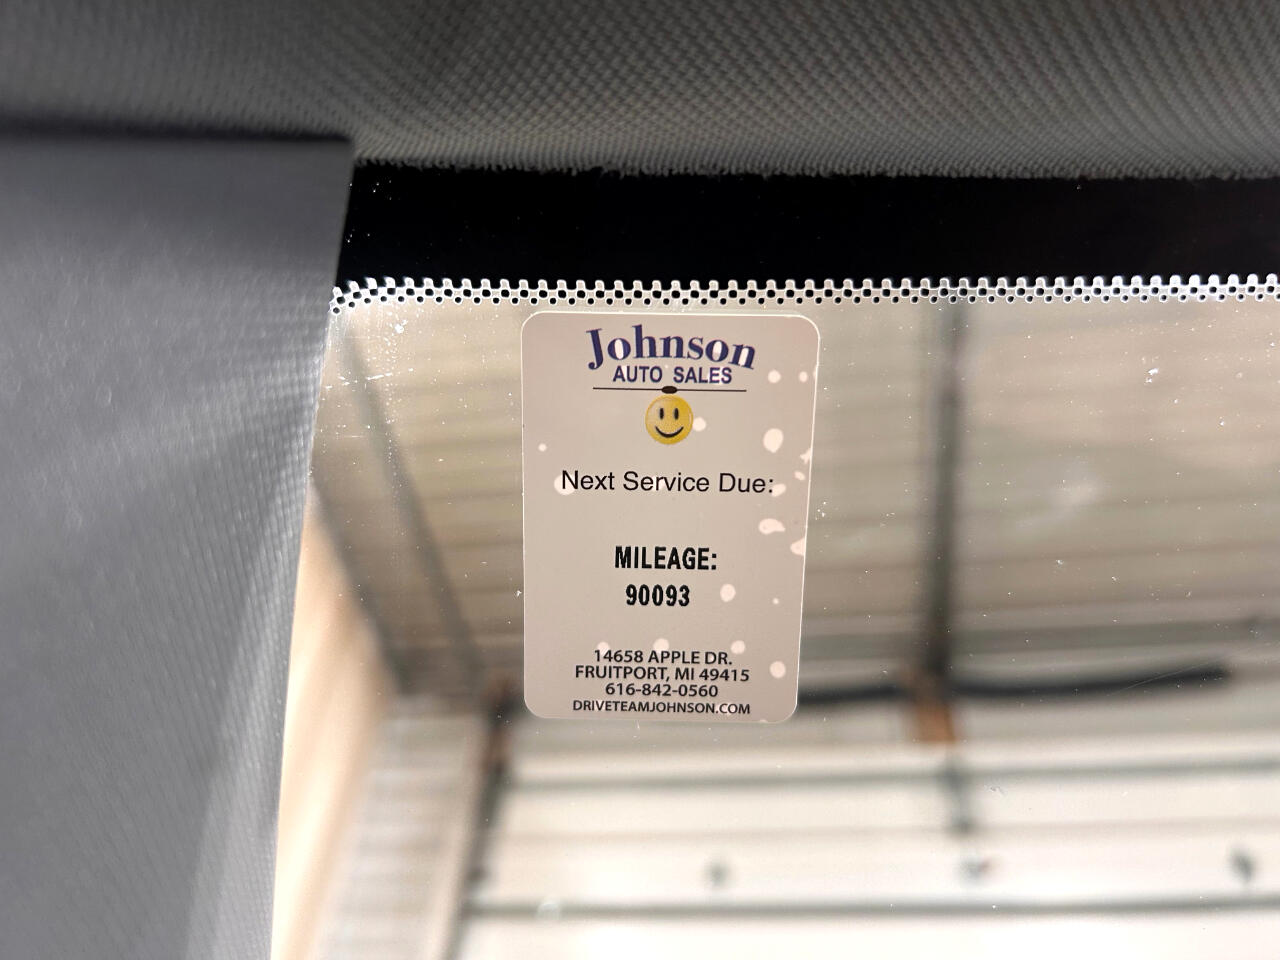 Johnson
AUTO SALES
Next Service Due:
MILEAGE:
90093
14658 APPLE DR.
FRUITPORT, MI 49415
616-842-0560
DRIVETEAMJOHNSON.COM